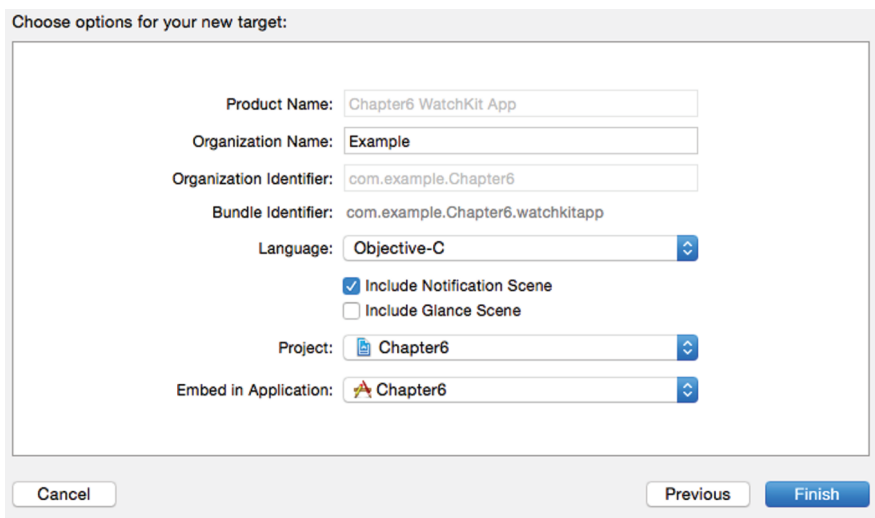 Choose options for your new target:
Product Name: Chapter6 WatchKit App
Organization Name: Example
Organization Identifier: com.example.Chapter6
Bundle Identifier: com.example.Chapter6.watchkitapp
Language: Objective-C
Include Notification Scene
Include Glance Scene
Project: Chapter6
Embed in Application: Chapter6
Cancel Previous Finish